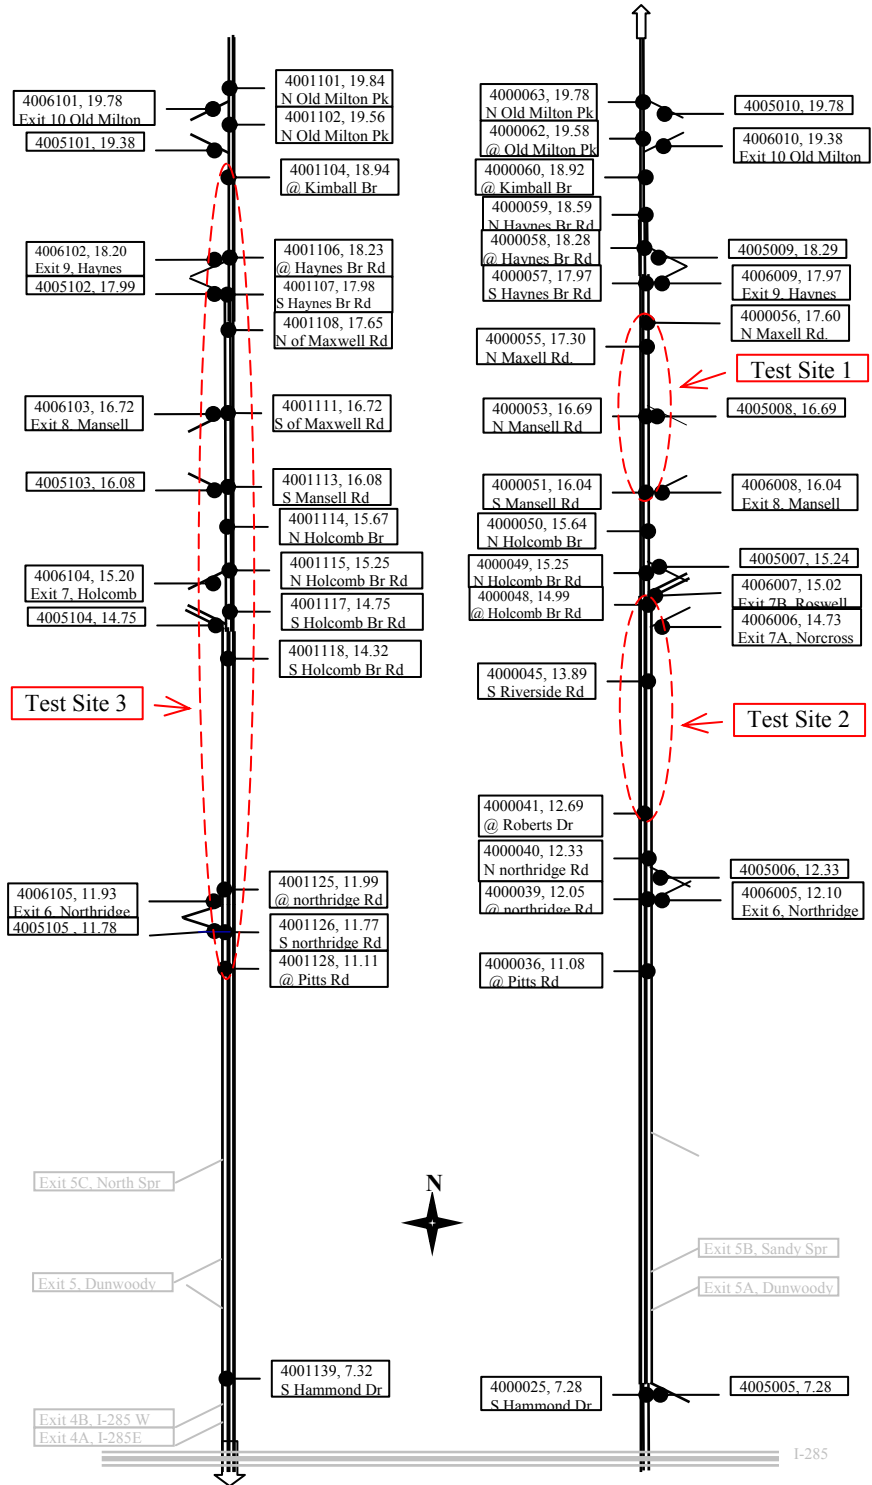 4001101, 19.84
N Old Milton Pk
4006101, 19.78
Exit 10 Old Milton
4001102, 19.56
N Old Milton Pk
4005101, 19.38
4001104, 18.94
@ Kimball Br
4006102, 18.20
Exit 9, Haynes
4001106, 18.23
@ Haynes Br Rd
4005102, 17.99
4001107, 17.98
S Haynes Br Rd
4001108, 17.65
N of Maxwell Rd
4006103, 16.72
Exit 8, Mansell
4001111, 16.72
S of Maxwell Rd
4005103, 16.08
4001113, 16.08
S Mansell Rd
4001114, 15.67
N Holcomb Br
4006104, 15.20
Exit 7, Holcomb
4001115, 15.25
N Holcomb Br Rd
4005104, 14.75
4001117, 14.75
S Holcomb Br Rd
4001118, 14.32
S Holcomb Br Rd
Test Site 3
4006105, 11.93
Exit 6, Northridge
4001125, 11.99
@ northridge Rd
4005105 , 11.78
4001126, 11.77
S northridge Rd
4001128, 11.11
@ Pitts Rd
Exit 5C, North Spr
Exit 5, Dunwoody
4001139, 7.32
S Hammond Dr
Exit 4B, I-285 W
Exit 4A, I-285E
N
4000063, 19.78
N Old Milton Pk
4005010, 19.78
4000062, 19.58
@ Old Milton Pk
4006010, 19.38
Exit 10 Old Milton
4000060, 18.92
@ Kimball Br
4000059, 18.59
N Haynes Br Rd
4000058, 18.28
@ Haynes Br Rd
4005009, 18.29
4000057, 17.97
S Haynes Br Rd
4006009, 17.97
Exit 9, Haynes
4000056, 17.60
N Maxell Rd.
4000055, 17.30
N Maxell Rd.
Test Site 1
4000053, 16.69
N Mansell Rd
4005008, 16.69
4000051, 16.04
S Mansell Rd
4006008, 16.04
Exit 8, Mansell
4000050, 15.64
N Holcomb Br
4005007, 15.24
4000049, 15.25
N Holcomb Br Rd
4006007, 15.02
Exit 7B, Roswell
4000048, 14.99
@ Holcomb Br Rd
4006006, 14.73
Exit 7A, Norcross
4000045, 13.89
S Riverside Rd
Test Site 2
4000041, 12.69
@ Roberts Dr
4000040, 12.33
N northridge Rd
4005006, 12.33
4000039, 12.05
@ northridge Rd
4006005, 12.10
Exit 6, Northridge
4000036, 11.08
@ Pitts Rd
Exit 5B, Sandy Spr
Exit 5A, Dunwoody
4000025, 7.28
S Hammond Dr
4005005, 7.28
I-285